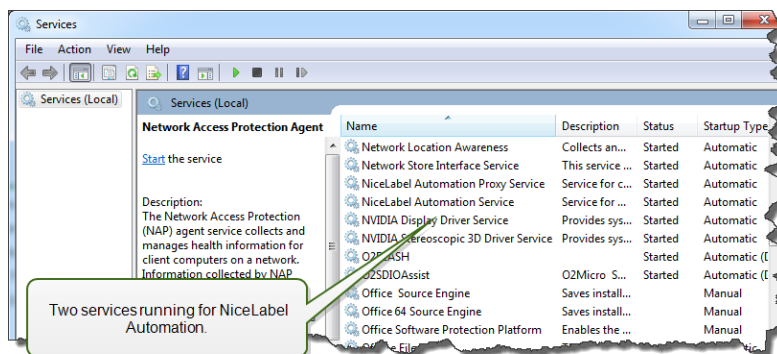 Services
File Action View Help
Services (Local)
Services (Local)
Network Access Protection Agent
Start the service
Description:
The Network Access Protection
(NAP) agent service collects and
manages health information for
client computers on a network.
Information collected by NAP
Name Description Status Startup Type
Network Location Awareness Collects an... Started Automatic
Network Store Interface Service This service ... Started Automatic
NiceLabel Automation Proxy Service Service for c... Started Automatic
NiceLabel Automation Service Service for ... Started Automatic
NVIDIA Display Driver Service Provides sys... Started Automatic
NVIDIA Stereoscopic 3D Driver Service Provides sys... Started Automatic
Started Automatic (D
O2SDIOAssist O2Micro S... Started Automatic (D
Office Source Engine Saves install... Manual
Office 64 Source Engine Saves install... Manual
Office Software Protection Platform Enables the ... Manual
Two services running for NiceLabel
Automation.